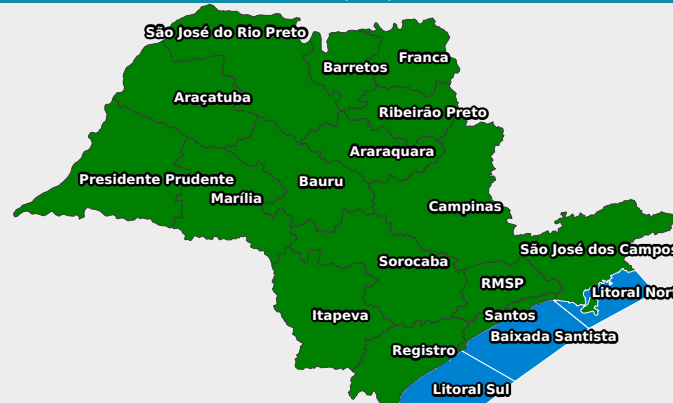 São José do Rio Preto
Franca
Barretos
Araçatuba
Ribeirão Preto
Araraquara
Presidente Prudente
Bauru
Marília
Campinas
São José dos Campos
Sorocaba
RMSP
Litoral Nort
Itapeva
Santos
Baixada Santista
Registro
Litoral Sul